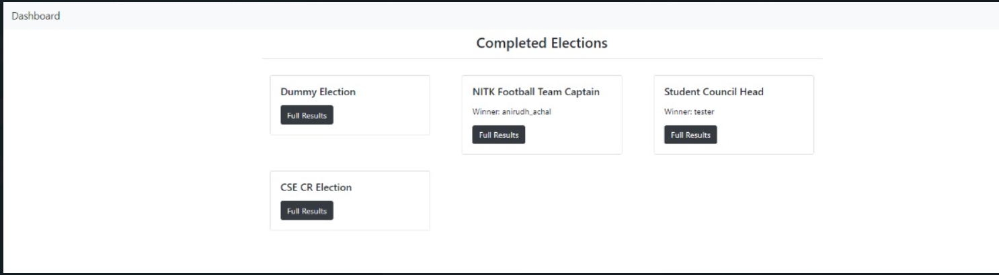 Dashboard
Completed Elections
Dummy Election
Full Results
NITK Football Team Captain
Winner: anirudh_achal
Full Results
Student Council Head
Winner: tester
Full Results
CSE CR Election
Full Results